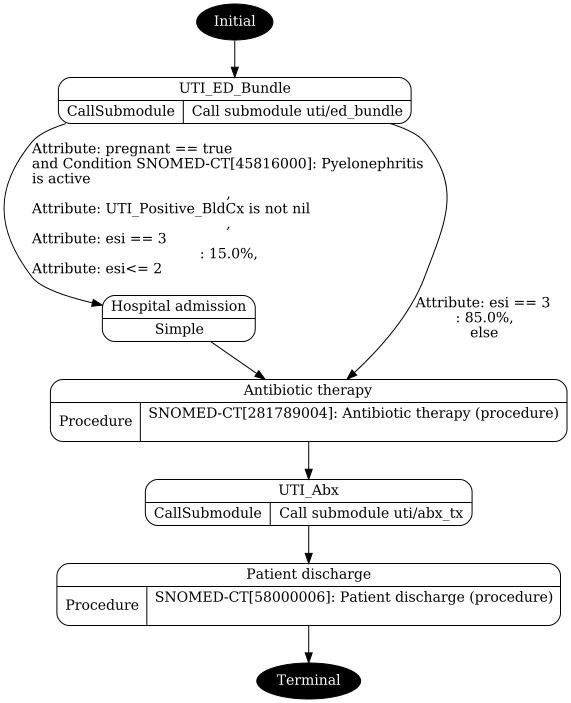 Initial
UTI_ED_Bundle
CallSubmodule Call submodule uti/ed_bundle
Attribute: pregnant == true
and Condition SNOMED-CT[45816000]: Pyelonephritis
is active
,
Attribute: UTI_Positive_BldCx is not nil
,
Attribute: esi == 3
: 15.0%,
Attribute: esi<= 2
Attribute: esi == 3
: 85.0%,
else
Hospital admission
Simple
Antibiotic therapy
Procedure SNOMED-CT[281789004]: Antibiotic therapy (procedure)
UTI_Abx
CallSubmodule Call submodule uti/abx_tx
Patient discharge
Procedure SNOMED-CT[58000006]: Patient discharge (procedure)
Terminal